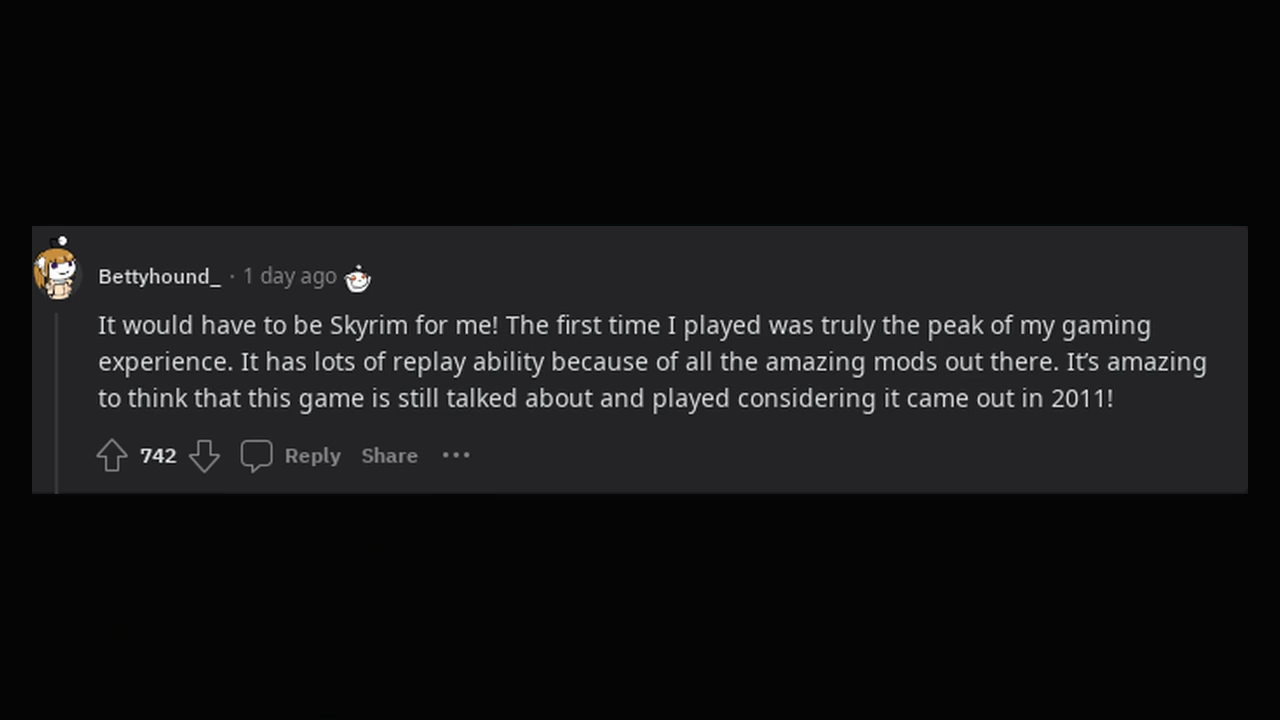 Bettyhound_ · 1 day ago
It would have to be Skyrim for me! The first time I played was truly the peak of my gaming
experience. It has lots of replay ability because of all the amazing mods out there. It’s amazing
to think that this game is still talked about and played considering it came out in 2011!
742 Reply Share ···